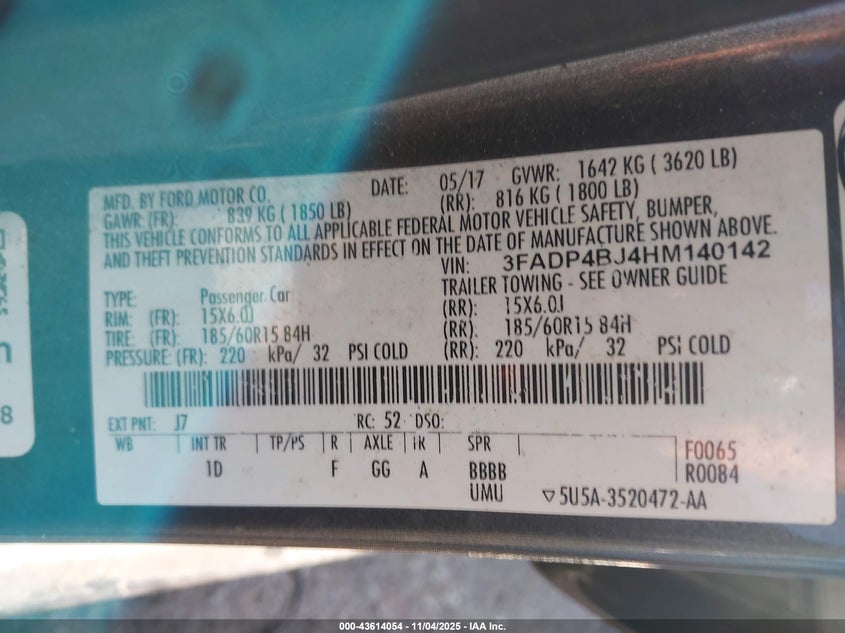 MFD. BY FORD MOTOR CO. DATE: 05/17 GVWR: 1642 KG ( 3620 LB)
GAWR: (FR): 839 KG ( 1850 LB) (RR): 816 KG ( 1800 LB)
THIS VEHICLE CONFORMS TO ALL APPLICABLE FEDERAL MOTOR VEHICLE SAFETY, BUMPER,
AND THEFT PREVENTION STANDARDS IN EFFECT ON THE DATE OF MANUFACTURE SHOWN ABOVE.
VIN: 3FADP4BJ4HM140142
TYPE: Passenger Car TRAILER TOWING - SEE OWNER GUIDE
RIM: (FR): 15X6.0J (RR): 15X6.0J
TIRE: (FR): 185/60R15 84H (RR): 185/60R15 84H
PRESSURE: (FR): 220 kPa/ 32 PSI COLD (RR): 220 kPa/ 32 PSI COLD
EXT PNT: J7 RC: 52 DSO:
WB INT TR TP/PS R AXLE TR SPR F0065
1D F GG A BBBB R0084
UMU ▽5U5A-3520472-AA
8
000-43614054 - 11/04/2025 - IAA Inc.